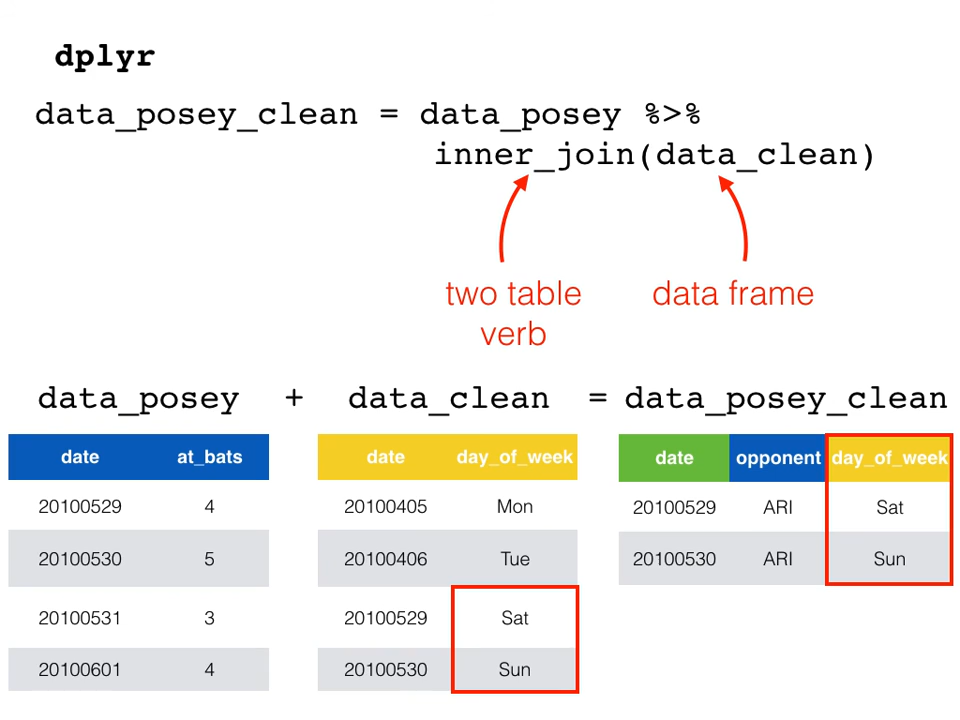 dplyr
data_posey_clean = data_posey %>%
inner_join(data_clean)
two table verb
data frame
data_posey + data_clean = data_posey_clean
date at_bats
20100529 4
20100530 5
20100531 3
20100601 4
date day_of_week
20100405 Mon
20100406 Tue
20100529 Sat
20100530 Sun
date opponent day_of_week
20100529 ARI Sat
20100530 ARI Sun